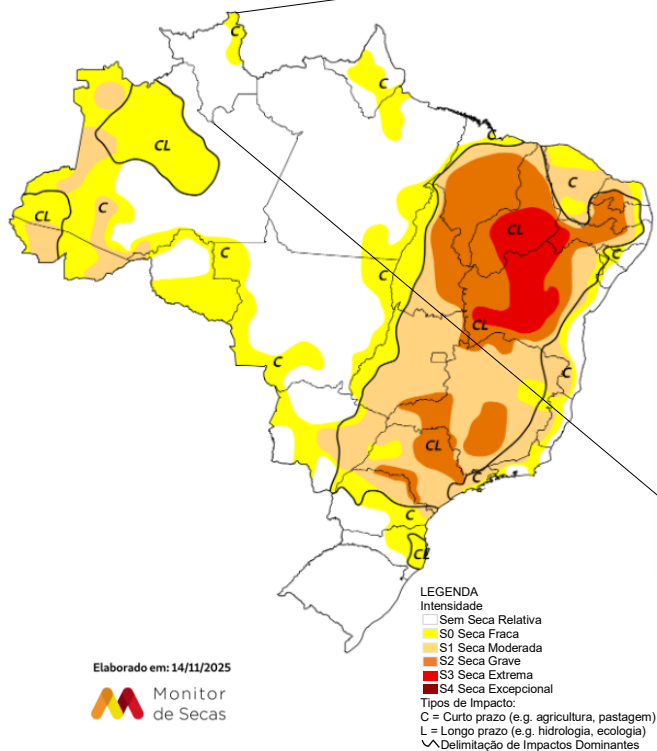 C
C
CL
C
C
CL
CL
C
C
C
C
CL
C
C
CL
CL
C
C
CL
LEGENDA
Intensidade
Sem Seca Relativa
S0 Seca Fraca
S1 Seca Moderada
S2 Seca Grave
S3 Seca Extrema
S4 Seca Excepcional
Tipos de Impacto:
C = Curto prazo (e.g. agricultura, pastagem)
L = Longo prazo (e.g. hidrologia, ecologia)
Delimitação de Impactos Dominantes
Elaborado em: 14/11/2025
Monitor
de Secas